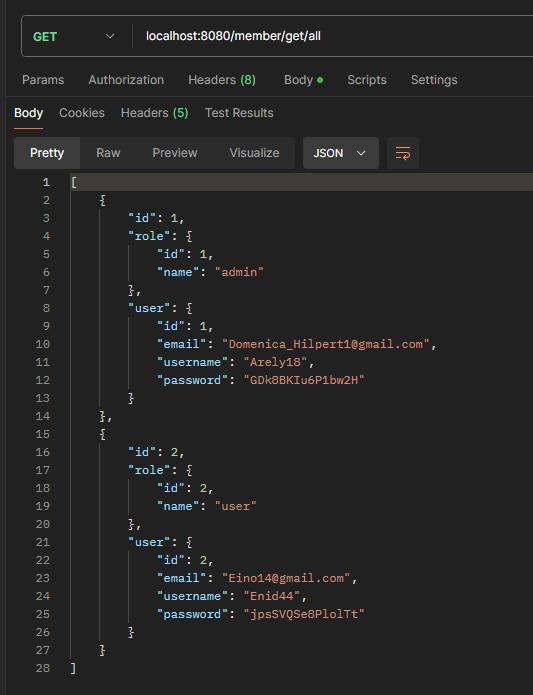 GET localhost:8080/member/get/all
Params Authorization Headers (8) Body Scripts Settings
Body Cookies Headers (5) Test Results
Pretty Raw Preview Visualize JSON
1 [
2 {
3 "id": 1,
4 "role": {
5 "id": 1,
6 "name": "admin"
7 },
8 "user": {
9 "id": 1,
10 "email": "Domenica_Hilpert1@gmail.com",
11 "username": "Arely18",
12 "password": "GDk8BKIu6P1bw2H"
13 }
14 },
15 {
16 "id": 2,
17 "role": {
18 "id": 2,
19 "name": "user"
20 },
21 "user": {
22 "id": 2,
23 "email": "Eino14@gmail.com",
24 "username": "Enid44",
25 "password": "jpsSVQSe8PlolTt"
26 }
27 }
28 ]